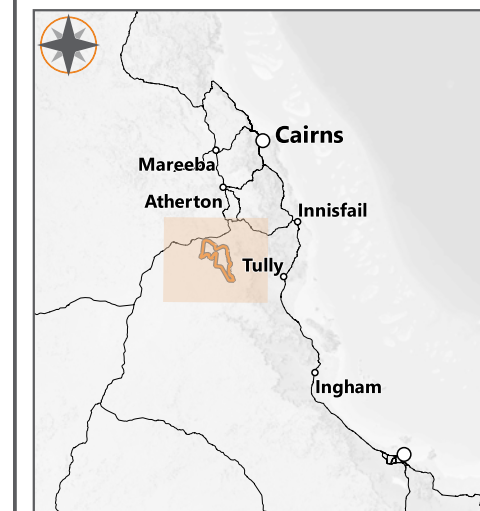 Cairns
Mareeba
Atherton
Innisfail
Tully
Ingham